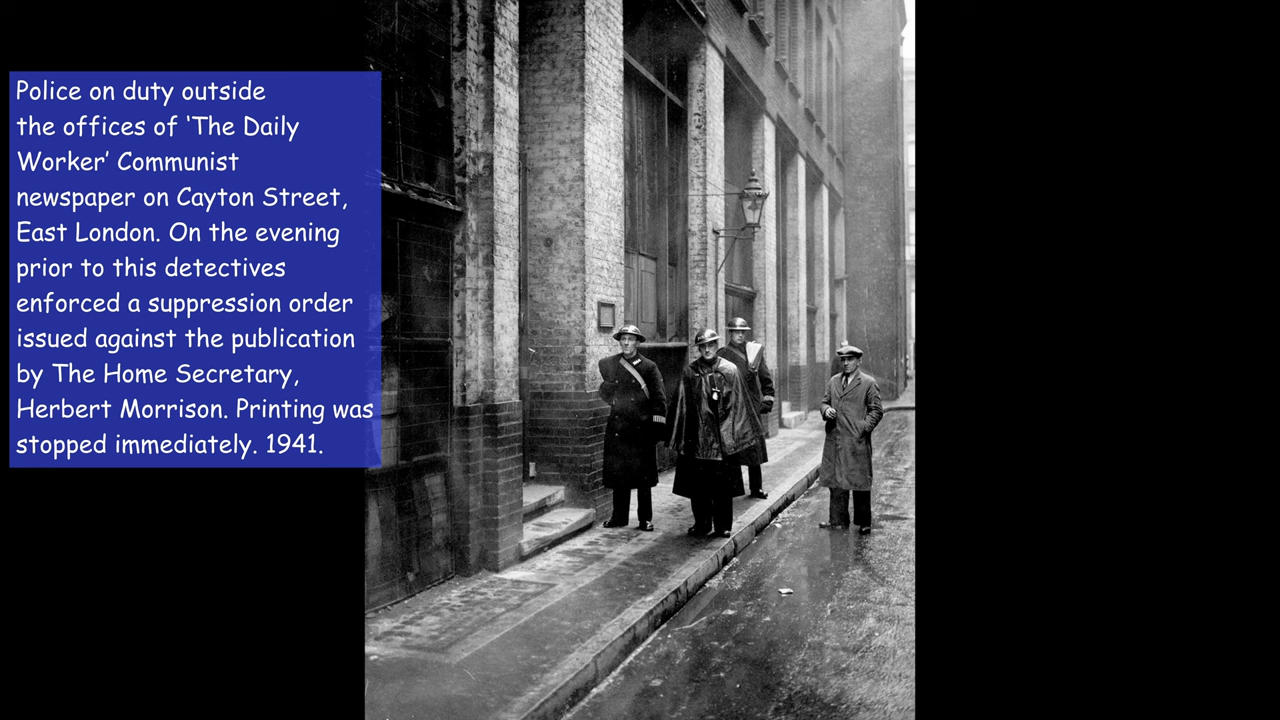 Police on duty outside
the offices of ‘The Daily
Worker’ Communist
newspaper on Cayton Street,
East London. On the evening
prior to this detectives
enforced a suppression order
issued against the publication
by The Home Secretary,
Herbert Morrison. Printing was
stopped immediately. 1941.